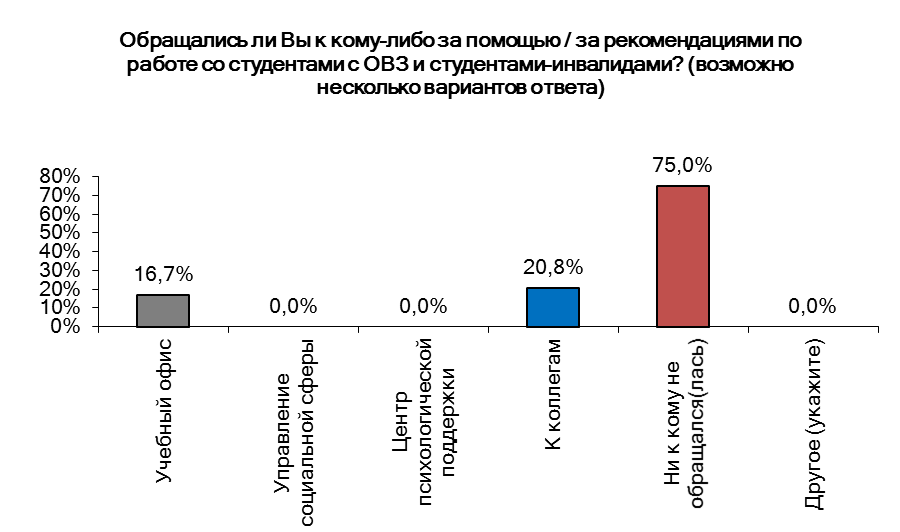 Обращались ли Вы к кому-либо за помощью / за рекомендациями по
работе со студентами с ОВЗ и студентами-инвалидами? (возможно
несколько вариантов ответа)
80%
70%
60%
50%
40%
30%
20%
10%
0%
16,7%
0,0%
0,0%
20,8%
75,0%
0,0%
Учебный офис
Управление
социальной сферы
Центр
психологической
поддержки
К коллегам
Ни к кому не
обращался(лась)
Другое (укажите)